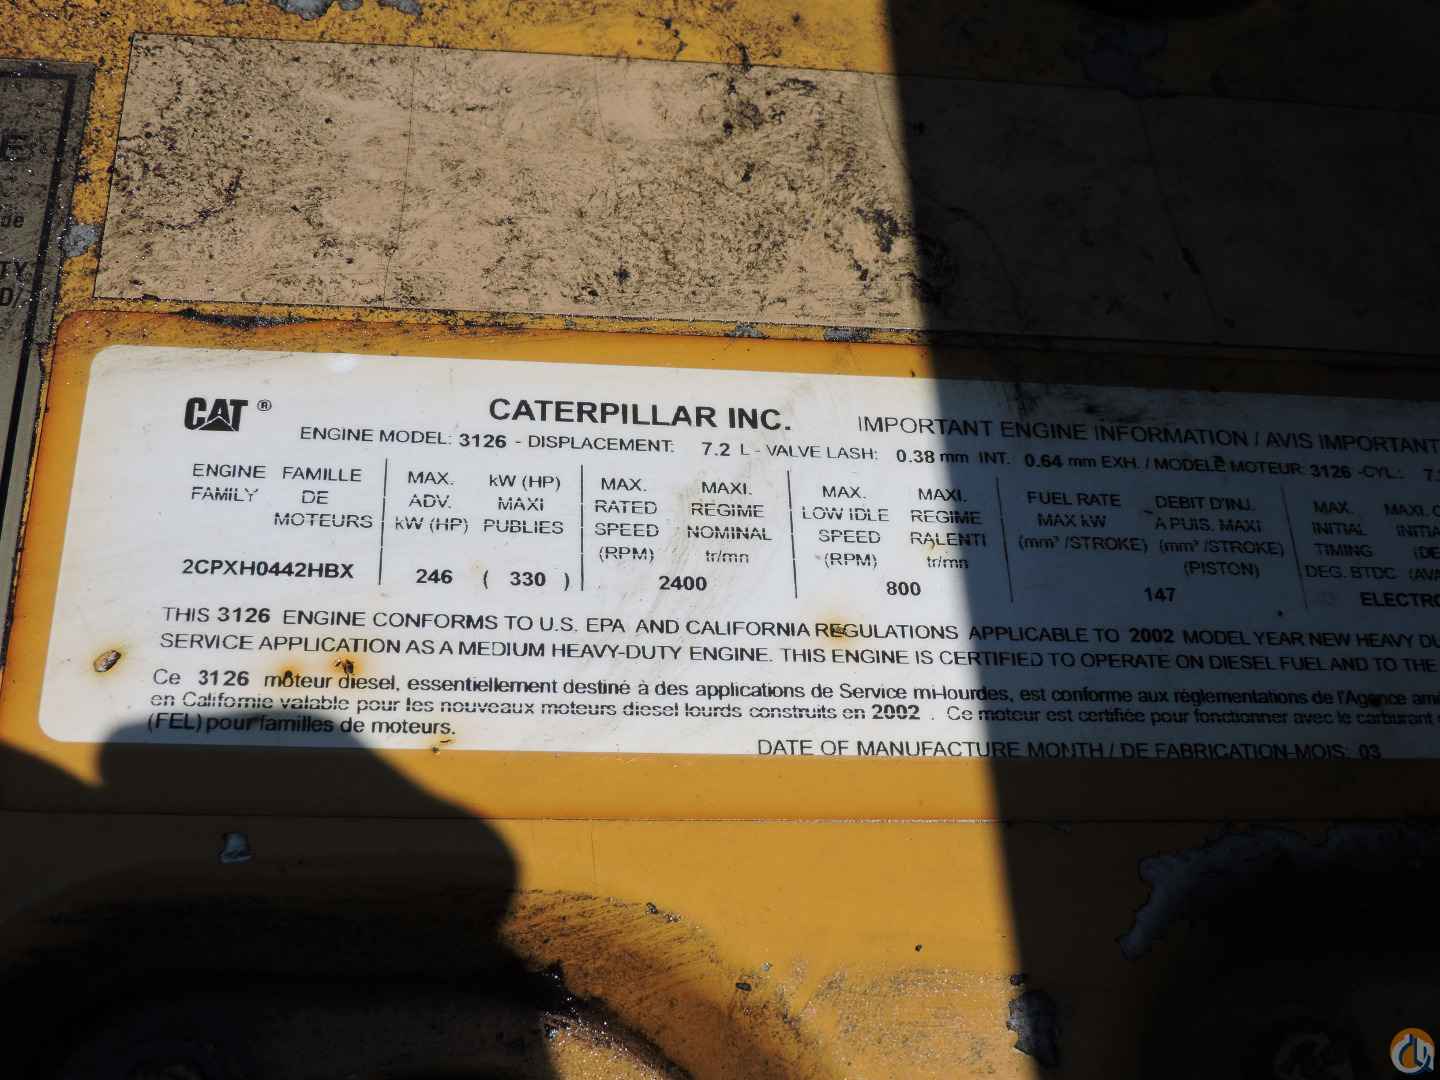 E
de
TY
D/
CAT ® CATERPILLAR INC. IMPORTANT ENGINE INFORMATION / AVIS IMPORTANT
ENGINE MODEL: 3126 - DISPLACEMENT: 7.2 L - VALVE LASH: 0.38 mm INT. 0.64 mm EXH. / MODELE MOTEUR: 3126 -CYL.: 7.
ENGINE FAMILLE MAX. kW (HP) MAX. MAXI. MAX. MAXI. FUEL RATE DEBIT D'INJ. MAX. MAXI.
FAMILY DE ADV. MAXI RATED REGIME LOW IDLE REGIME MAX kW A PUIS. MAXI INITIAL
MOTEURS kW (HP) PUBLIES SPEED NOMINAL SPEED RALENTI (mm³ /STROKE) (mm³ /STROKE) TIMING (DE
(RPM) tr/mn (RPM) tr/mn (PISTON) DEG. BTDC (AVA
2CPXH0442HBX 246 ( 330 ) 2400 800 147 ELECTRO
THIS 3126 ENGINE CONFORMS TO U.S. EPA AND CALIFORNIA REGULATIONS APPLICABLE TO 2002 MODEL YEAR NEW HEAVY DU
SERVICE APPLICATION AS A MEDIUM HEAVY-DUTY ENGINE. THIS ENGINE IS CERTIFIED TO OPERATE ON DIESEL FUEL AND TO THE
Ce 3126 moteur diesel, essentiellement destiné à des applications de Service mi-lourdes, est conforme aux réglementations de l'Agence amé
en Californie valable pour les nouveaux moteurs diesel lourds construits en 2002 . Ce moteur est certifiée pour fonctionner avec le carburant
(FEL) pour familles de moteurs.
DATE OF MANUFACTURE MONTH / DE FABRICATION-MOIS: 03